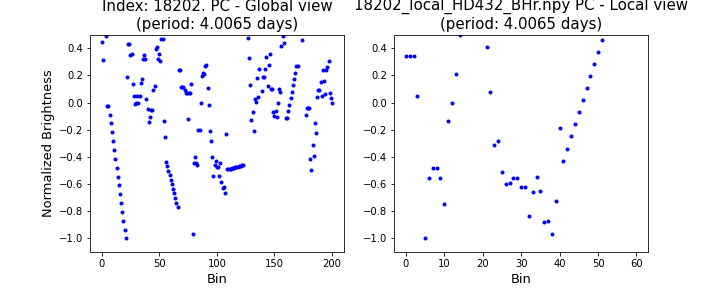 Index: 18202. PC - Global view
(period: 4.0065 days)
18202_local_HD432_BHr.npy PC - Local view
(period: 4.0065 days)
Normalized Brightness
0.4
0.2
0.0
−0.2
−0.4
−0.6
−0.8
−1.0
0 50 100 150 200
Bin
0.4
0.2
0.0
−0.2
−0.4
−0.6
−0.8
−1.0
0 10 20 30 40 50 60
Bin